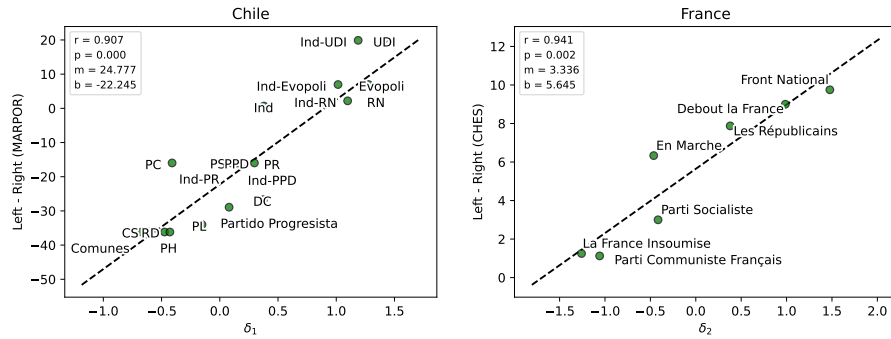 Chile
r = 0.907
p = 0.000
m = 24.777
b = -22.245
Left - Right (MARPOR)
20
10
0
−10
−20
−30
−40
−50
Ind-UDI
UDI
Ind-Evopoli
Evopoli
Ind-RN
RN
Ind
PC
PS
PPD
PR
Ind-PR
Ind-PPD
DC
Partido Progresista
PL
CS
RD
Comunes
PH
−1.0
−0.5
0.0
0.5
1.0
1.5
δ1
France
r = 0.941
p = 0.002
m = 3.336
b = 5.645
Left - Right (CHES)
12
10
8
6
4
2
0
Front National
Debout la France
Les Républicains
En Marche
Parti Socialiste
La France Insoumise
Parti Communiste Français
−1.5
−1.0
−0.5
0.0
0.5
1.0
1.5
2.0
δ2